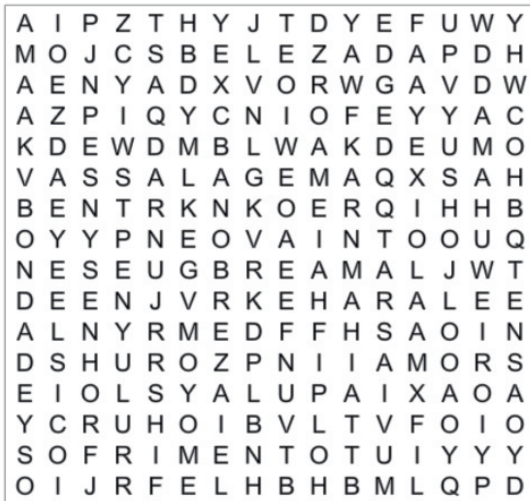 A I P Z T H Y J T D Y E F U W Y
M O J C S B E L E Z A D A P D H
A E N Y A D X V O R W G A V D W
A Z P I Q Y C N I O F E Y Y A C
K D E W D M B L W A K D E U M O
V A S S A L A G E M A Q X S A H
B E N T R K N K O E R Q I H H B
O Y Y P N E O V A I N T O O U Q
N E S E U G B R E A M A L J W T
D E E N J V R K E H A R A L E E
A L N Y R M E D F F H S A O I N
D S H U R O Z P N I I A M O R S
E I O L S Y A L U P A I X A O A
Y C R U H O I B V L T V F O I O
S O F R I M E N T O T U I Y Y Y
O I J R F E L H B H B M L Q P D